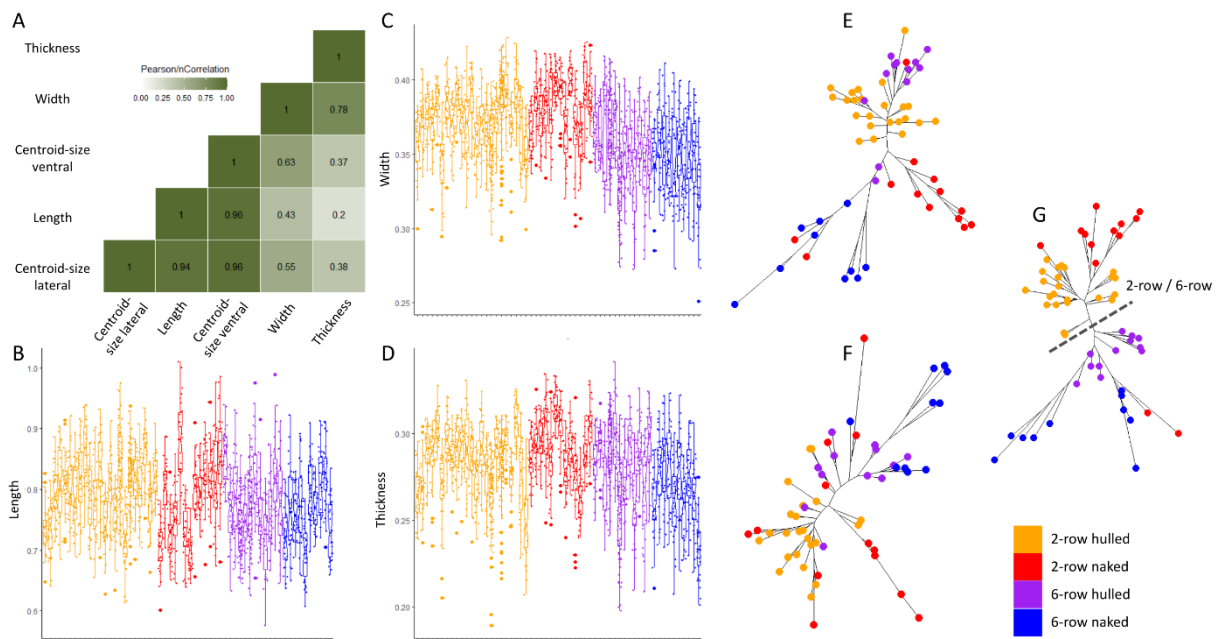 A
Thickness
Width
Centroid-size
ventral
Length
Centroid-size
lateral
Pearson/nCorrelation
0.00 0.25 0.50 0.75 1.00
1
1 0.78
1 0.63 0.37
1 0.96 0.43 0.2
1 0.94 0.96 0.55 0.38
Centroid-
size lateral
Length
Centroid-
size ventral
Width
Thickness
B
Length
1.0
0.9
0.8
0.7
0.6
C
Width
0.40
0.35
0.30
0.25
D
Thickness
0.30
0.25
0.20
E
F
G
2-row / 6-row
2-row hulled
2-row naked
6-row hulled
6-row naked